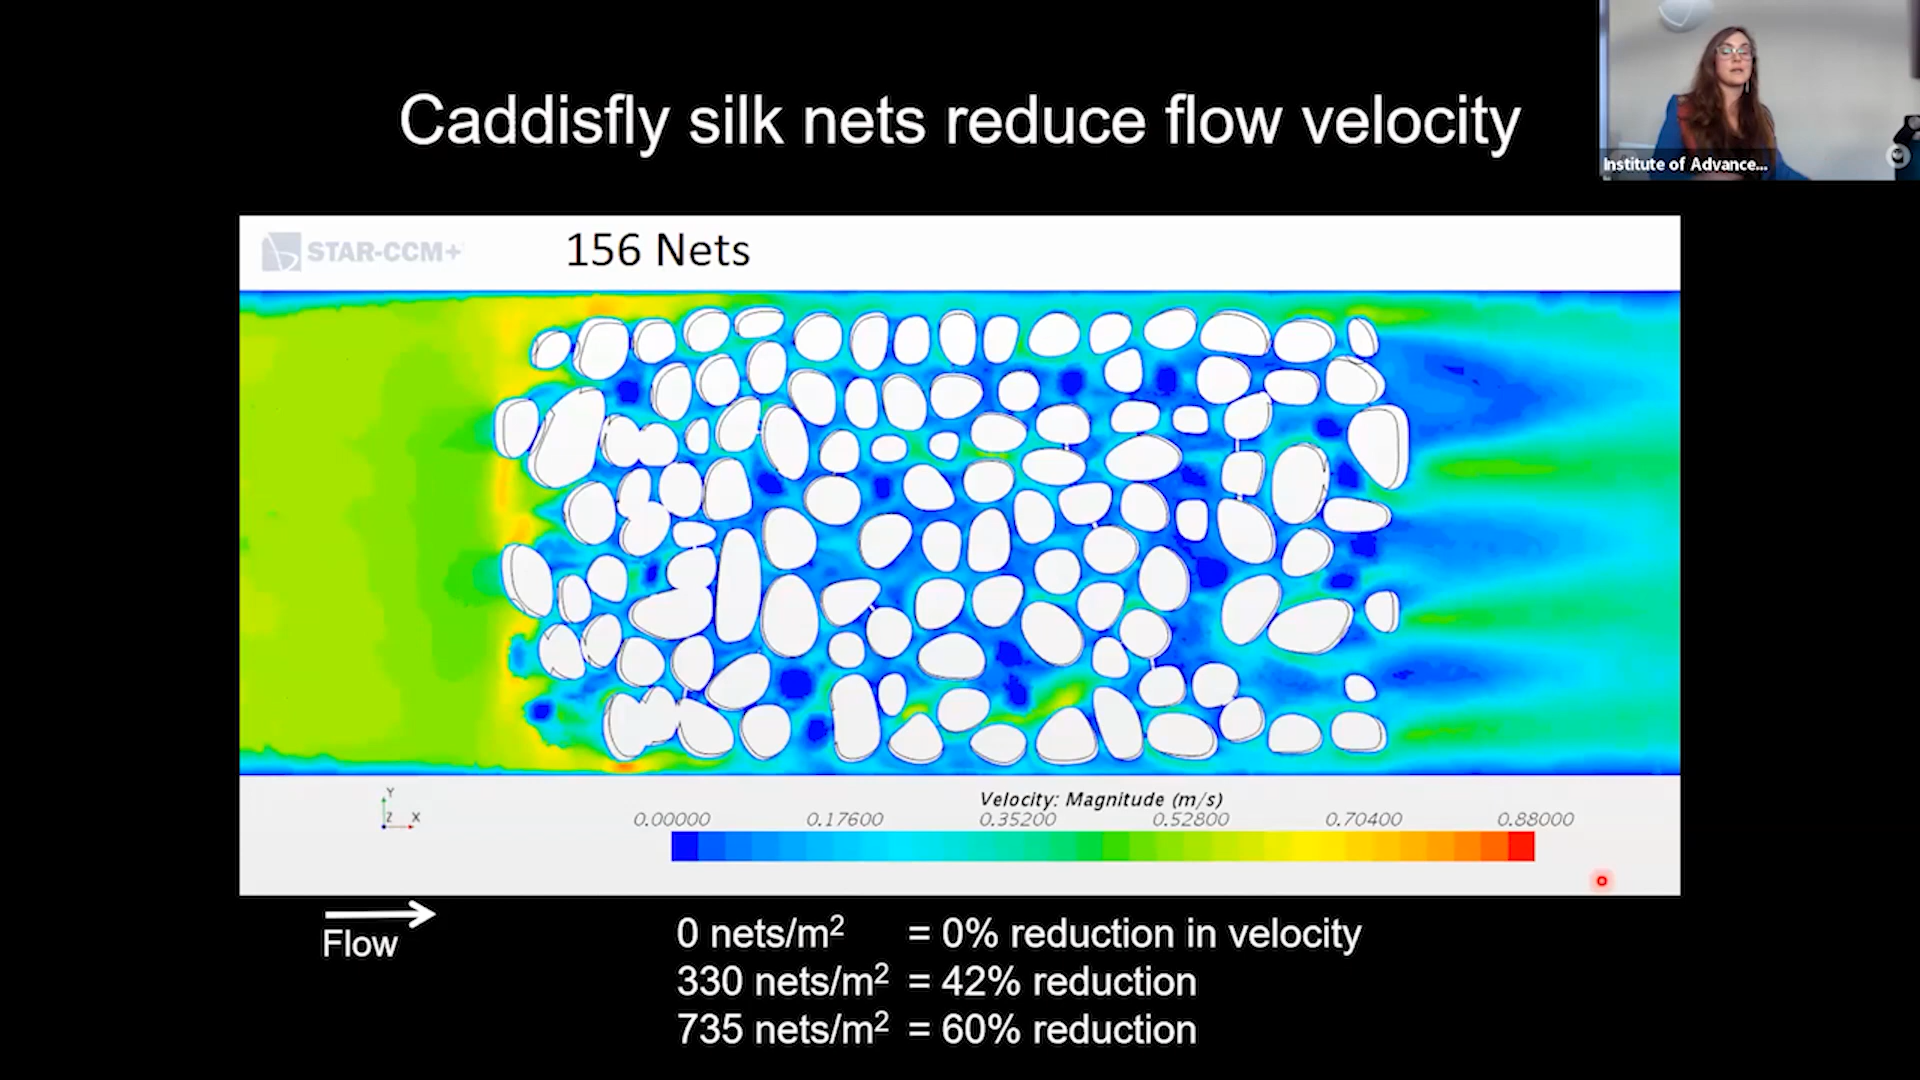 Caddisfly silk nets reduce flow velocity
Institute of Advance...
STAR-CCM+
156 Nets
Y
Z X
Velocity: Magnitude (m/s)
0.00000 0.17600 0.35200 0.52800 0.70400 0.88000
Flow
0 nets/m² = 0% reduction in velocity
330 nets/m² = 42% reduction
735 nets/m² = 60% reduction